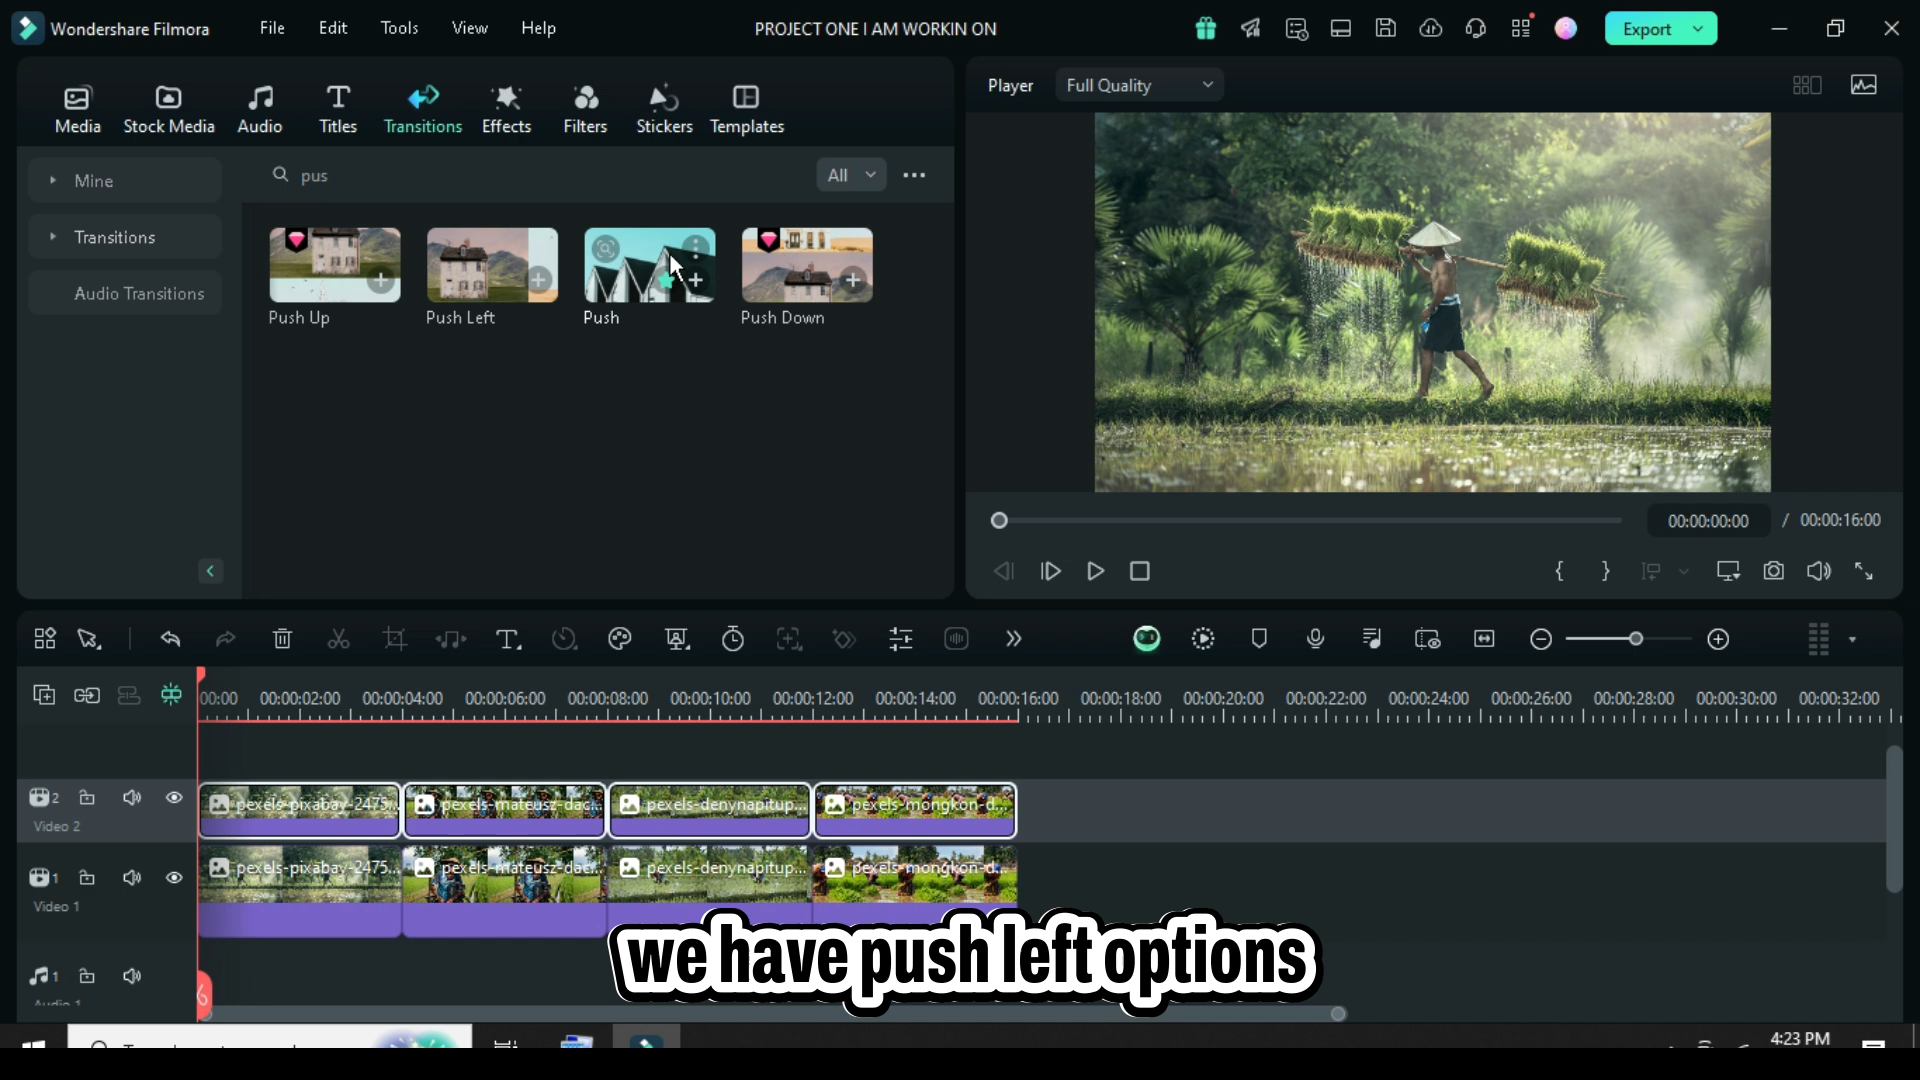 Wondershare Filmora
File
Edit
Tools
View
Help
PROJECT ONE I AM WORKIN ON
Export
Media
Stock Media
Audio
Titles
Transitions
Effects
Filters
Stickers
Templates
Player
Full Quality
Mine
Transitions
Audio Transitions
pus
All
Push Up
Push Left
Push
Push Down
00:00:00:00 / 00:00:16:00
00:00
00:00:02:00
00:00:04:00
00:00:06:00
00:00:08:00
00:00:10:00
00:00:12:00
00:00:14:00
00:00:16:00
00:00:18:00
00:00:20:00
00:00:22:00
00:00:24:00
00:00:26:00
00:00:28:00
00:00:30:00
00:00:32:00
2
Video 2
pexels-pixabay-2475...
pexels-mateusz-dac...
pexels-denynapitup...
pexels-mongkon-d...
1
Video 1
pexels-pixabay-2475...
pexels-mateusz-dac...
pexels-denynapitup...
pexels-mongkon-d...
1
Audio 1
we have push left options
4:23 PM